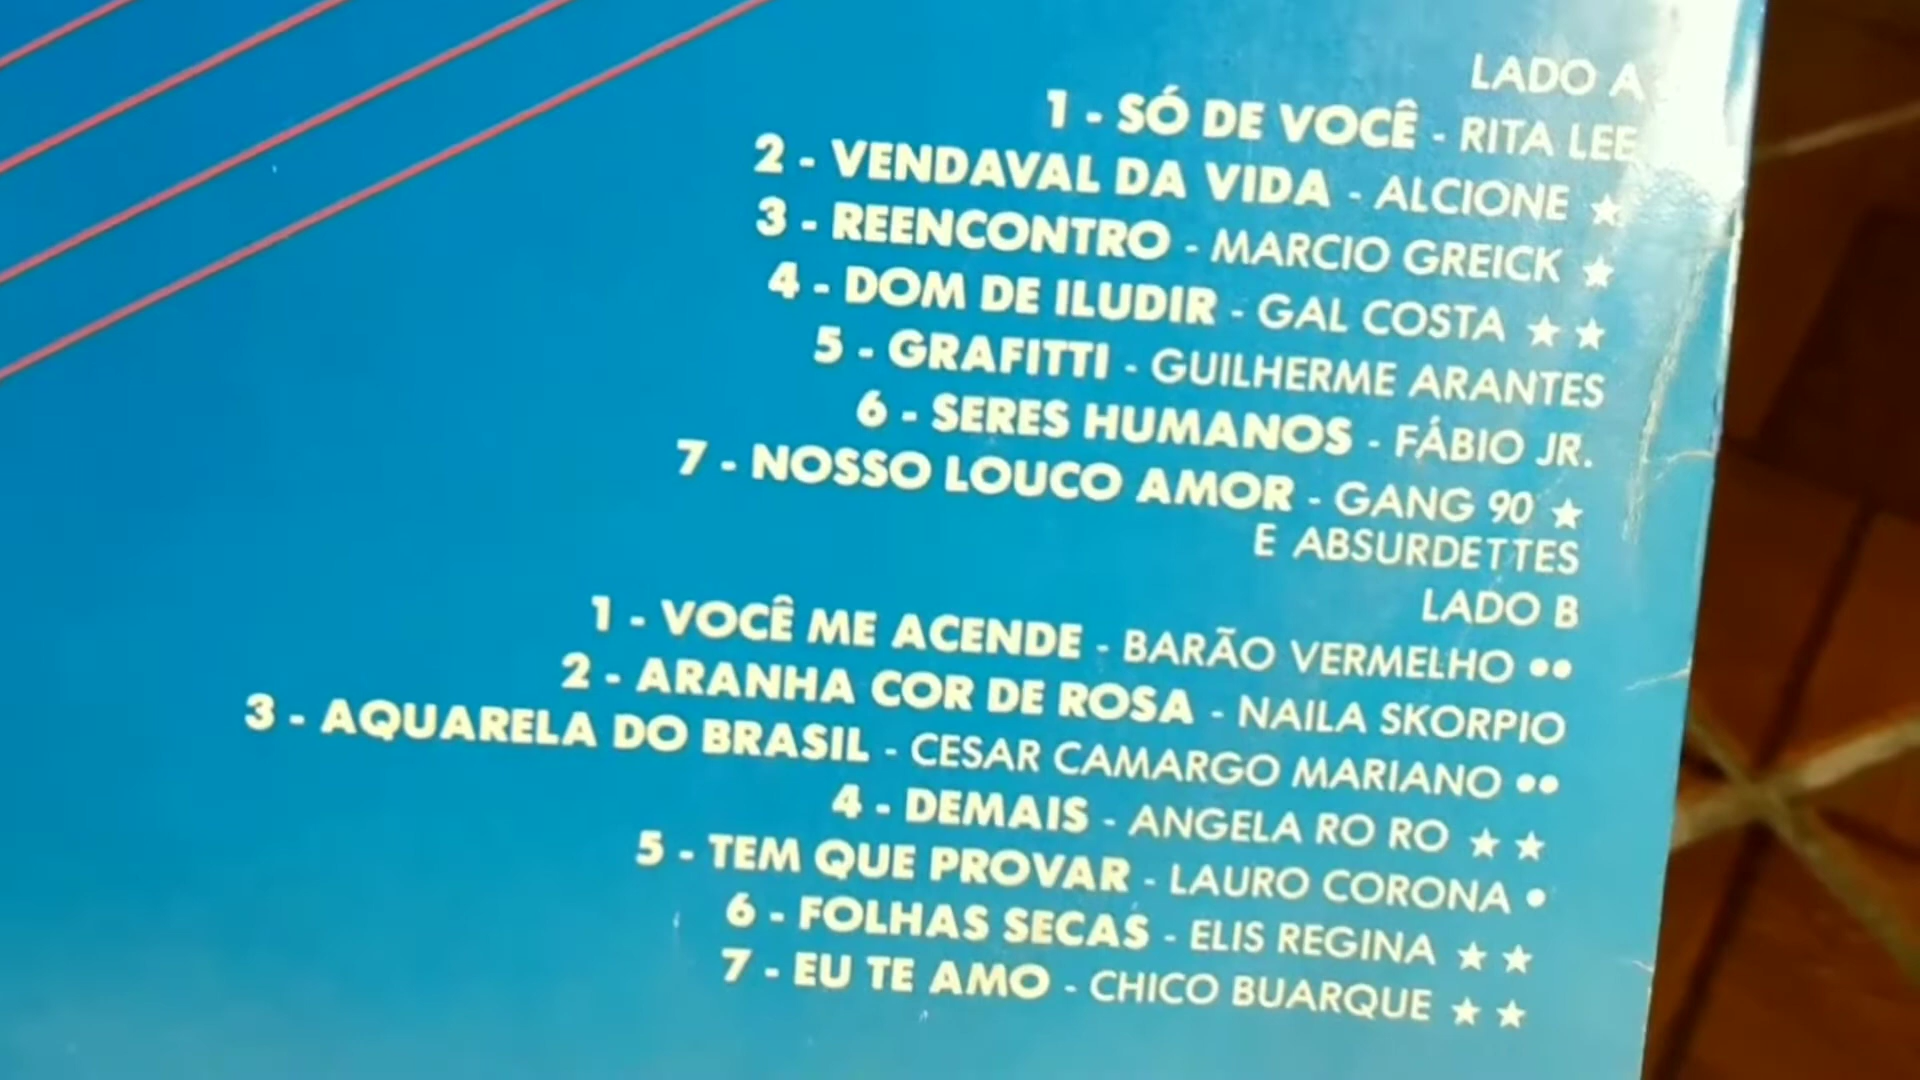 LADO A
1 - SÓ DE VOCÊ - RITA LEE
2 - VENDAVAL DA VIDA - ALCIONE ★
3 - REENCONTRO - MARCIO GREICK ★
4 - DOM DE ILUDIR - GAL COSTA ★ ★
5 - GRAFITTI - GUILHERME ARANTES
6 - SERES HUMANOS - FÁBIO JR.
7 - NOSSO LOUCO AMOR - GANG 90 ★
E ABSURDETTES
LADO B
1 - VOCÊ ME ACENDE - BARÃO VERMELHO ●●
2 - ARANHA COR DE ROSA - NAILA SKORPIO
3 - AQUARELA DO BRASIL - CESAR CAMARGO MARIANO ●●
4 - DEMAIS - ANGELA RO RO ★ ★
5 - TEM QUE PROVAR - LAURO CORONA ●
6 - FOLHAS SECAS - ELIS REGINA ★ ★
7 - EU TE AMO - CHICO BUARQUE ★ ★